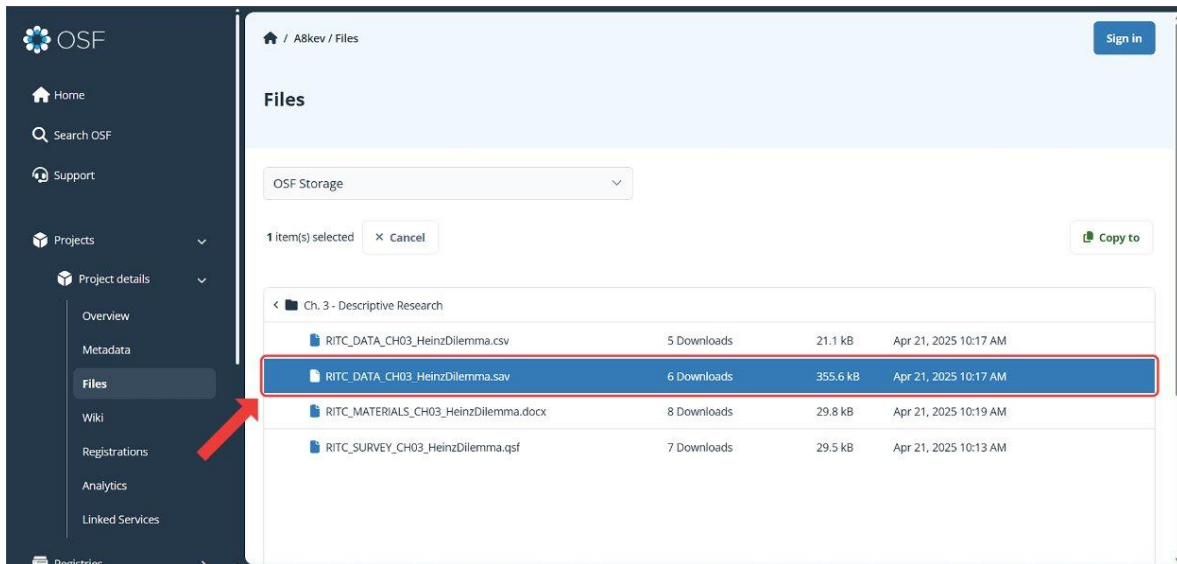 OSF
Home
Search OSF
Support
Projects
Project details
Overview
Metadata
Files
Wiki
Registrations
Analytics
Linked Services
Registries
/ A8kev / Files
Sign in
Files
OSF Storage
1 item(s) selected × Cancel
Copy to
Ch. 3 - Descriptive Research
RITC_DATA_CH03_HeinzDilemma.csv 5 Downloads 21.1 kB Apr 21, 2025 10:17 AM
RITC_DATA_CH03_HeinzDilemma.sav 6 Downloads 355.6 kB Apr 21, 2025 10:17 AM
RITC_MATERIALS_CH03_HeinzDilemma.docx 8 Downloads 29.8 kB Apr 21, 2025 10:19 AM
RITC_SURVEY_CH03_HeinzDilemma.qsf 7 Downloads 29.5 kB Apr 21, 2025 10:13 AM